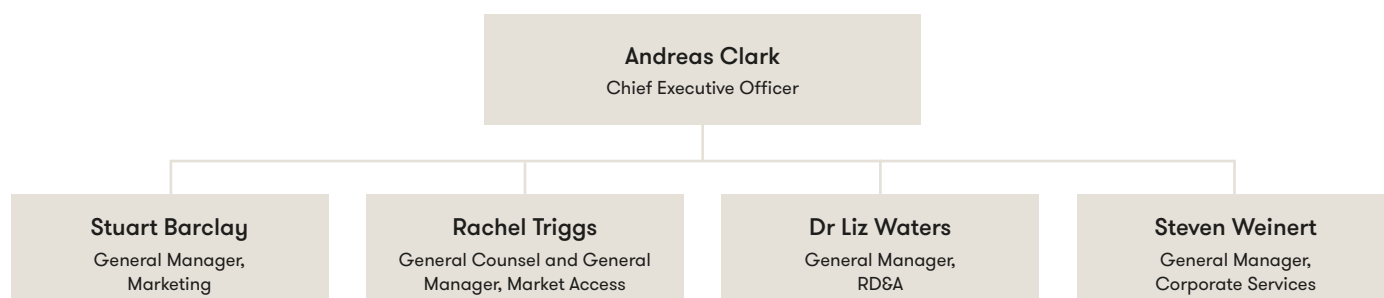 Andreas Clark
Chief Executive Officer
Stuart Barclay
General Manager,
Marketing
Rachel Triggs
General Counsel and General
Manager, Market Access
Dr Liz Waters
General Manager,
RD&A
Steven Weinert
General Manager,
Corporate Services